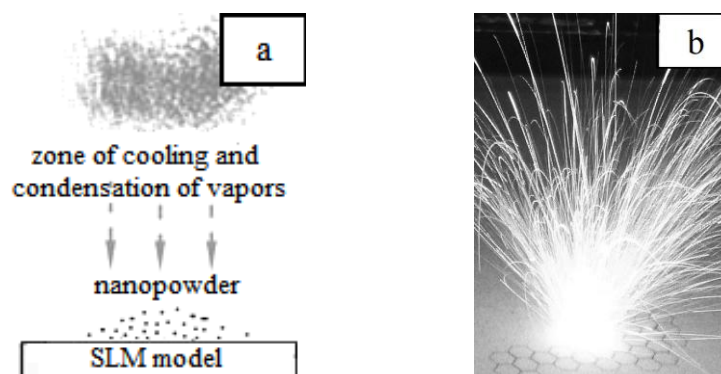 a
zone of cooling and
condensation of vapors
nanopowder
SLM model
b